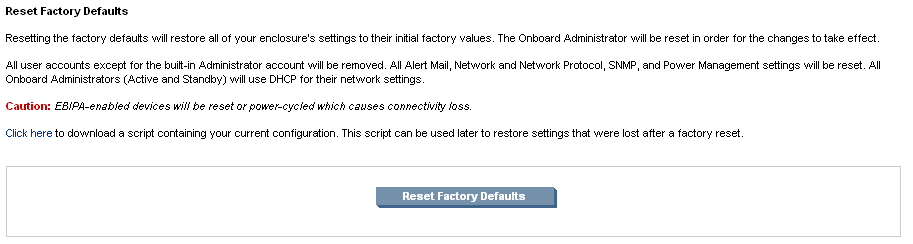 Reset Factory Defaults
Resetting the factory defaults will restore all of your enclosure's settings to their initial factory values. The Onboard Administrator will be reset in order for the changes to take effect.
All user accounts except for the built-in Administrator account will be removed. All Alert Mail, Network and Network Protocol, SNMP, and Power Management settings will be reset. All
Onboard Administrators (Active and Standby) will use DHCP for their network settings.
Caution: EBIPA-enabled devices will be reset or power-cycled which causes connectivity loss.
Click here to download a script containing your current configuration. This script can be used later to restore settings that were lost after a factory reset.
Reset Factory Defaults